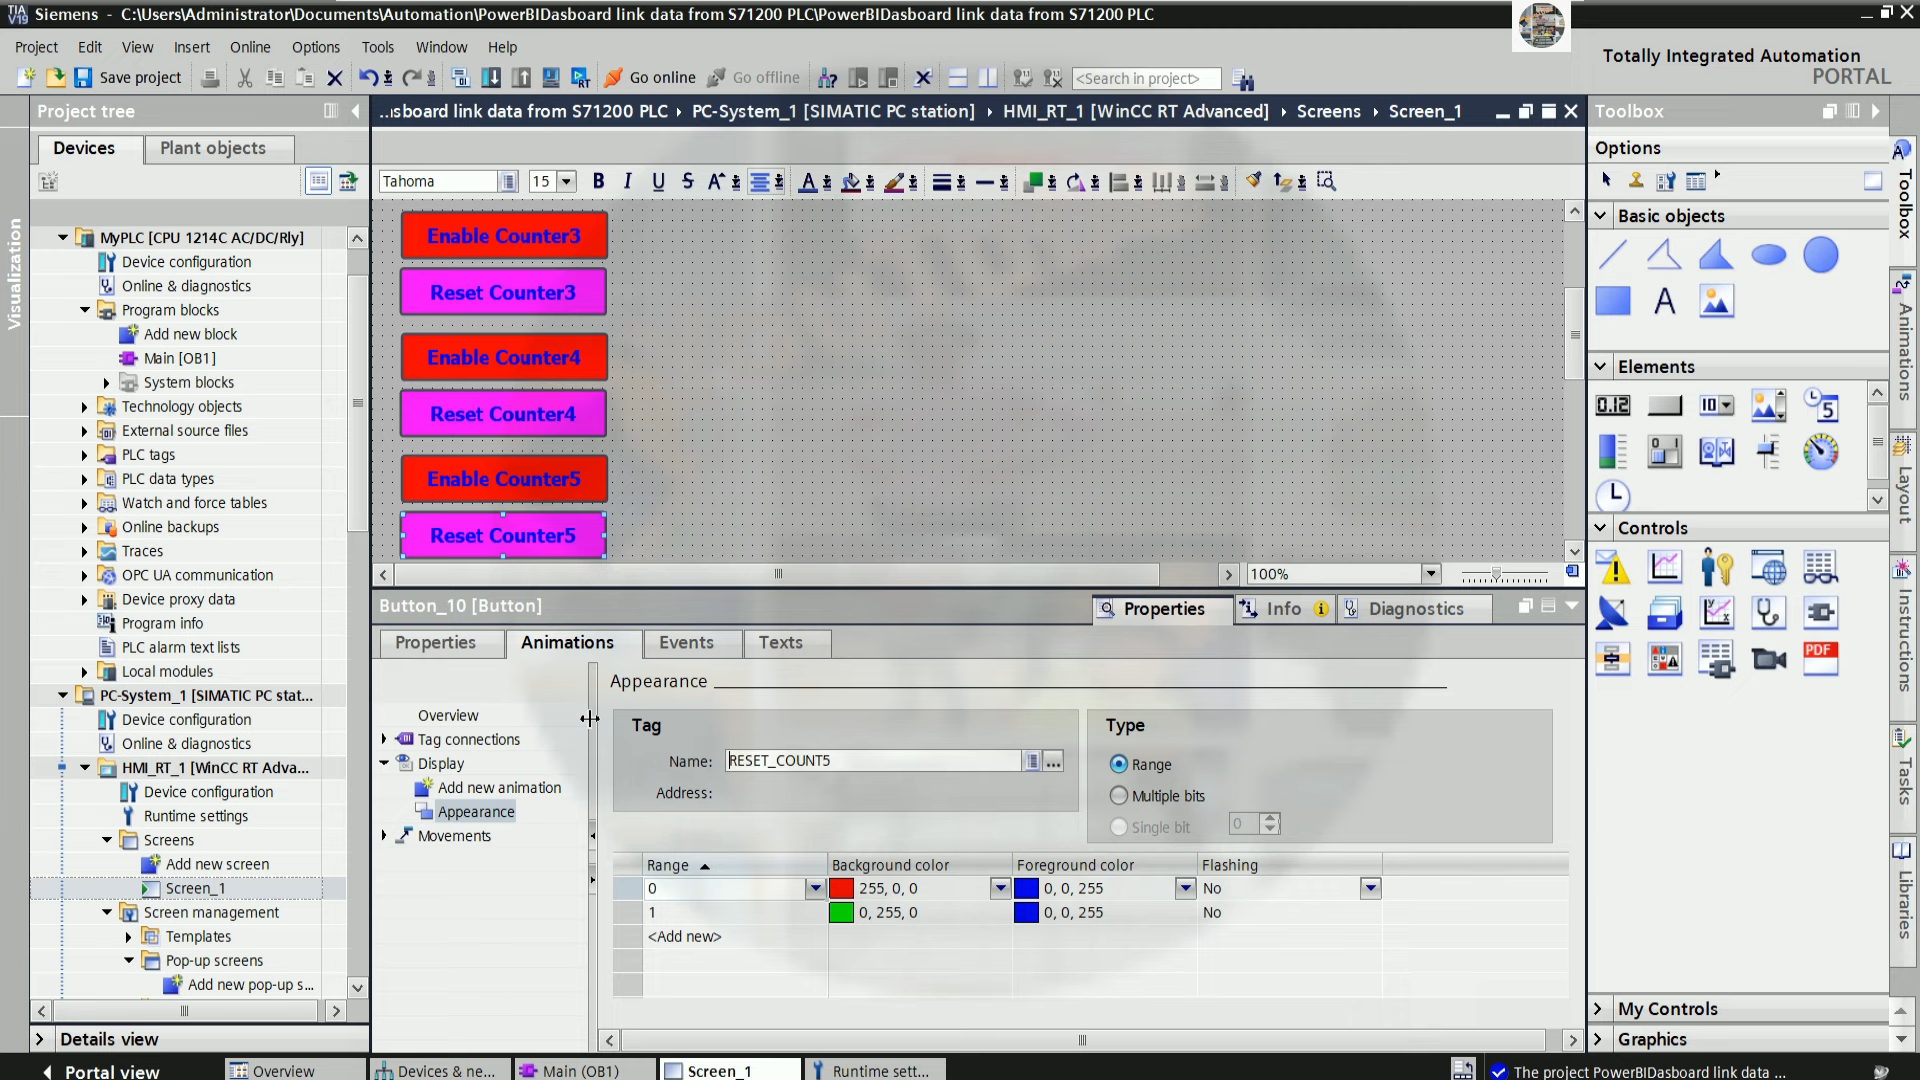 TIA V19 Siemens - C:\Users\Administrator\Documents\Automation\PowerBIDasboard link data from S71200 PLC\PowerBIDasboard link data from S71200 PLC
Project Edit View Insert Online Options Tools Window Help
Totally Integrated Automation
PORTAL
Save project
Go online
Go offline
<Search in project>
Project tree
Devices
Plant objects
Visualization
MyPLC [CPU 1214C AC/DC/Rly]
Device configuration
Online & diagnostics
Program blocks
Add new block
Main [OB1]
System blocks
Technology objects
External source files
PLC tags
PLC data types
Watch and force tables
Online backups
Traces
OPC UA communication
Device proxy data
Program info
PLC alarm text lists
Local modules
PC-System_1 [SIMATIC PC stat...
Device configuration
Online & diagnostics
HMI_RT_1 [WinCC RT Adva...
Device configuration
Runtime settings
Screens
Add new screen
Screen_1
Screen management
Templates
Pop-up screens
Add new pop-up s...
Details view
...ısboard link data from S71200 PLC › PC-System_1 [SIMATIC PC station] › HMI_RT_1 [WinCC RT Advanced] › Screens › Screen_1
Tahoma
15
B I U S A
Enable Counter3
Reset Counter3
Enable Counter4
Reset Counter4
Enable Counter5
Reset Counter5
100%
Button_10 [Button]
Properties
Info
Diagnostics
Properties
Animations
Events
Texts
Overview
Tag connections
Display
Add new animation
Appearance
Movements
Appearance
Tag
Name: RESET_COUNT5
Address:
Type
Range
Multiple bits
Single bit 0
Range Background color Foreground color Flashing
0 255, 0, 0 0, 0, 255 No
1 0, 255, 0 0, 0, 255 No
<Add new>
Toolbox
Options
Basic objects
A
Elements
0.12
10
5
0 1
Controls
PDF
My Controls
Graphics
Toolbox
Animations
Layout
Instructions
Tasks
Libraries
Portal view
Overview
Devices & ne...
Main (OB1)
Screen_1
Runtime sett...
The project PowerBIDasboard link data ...